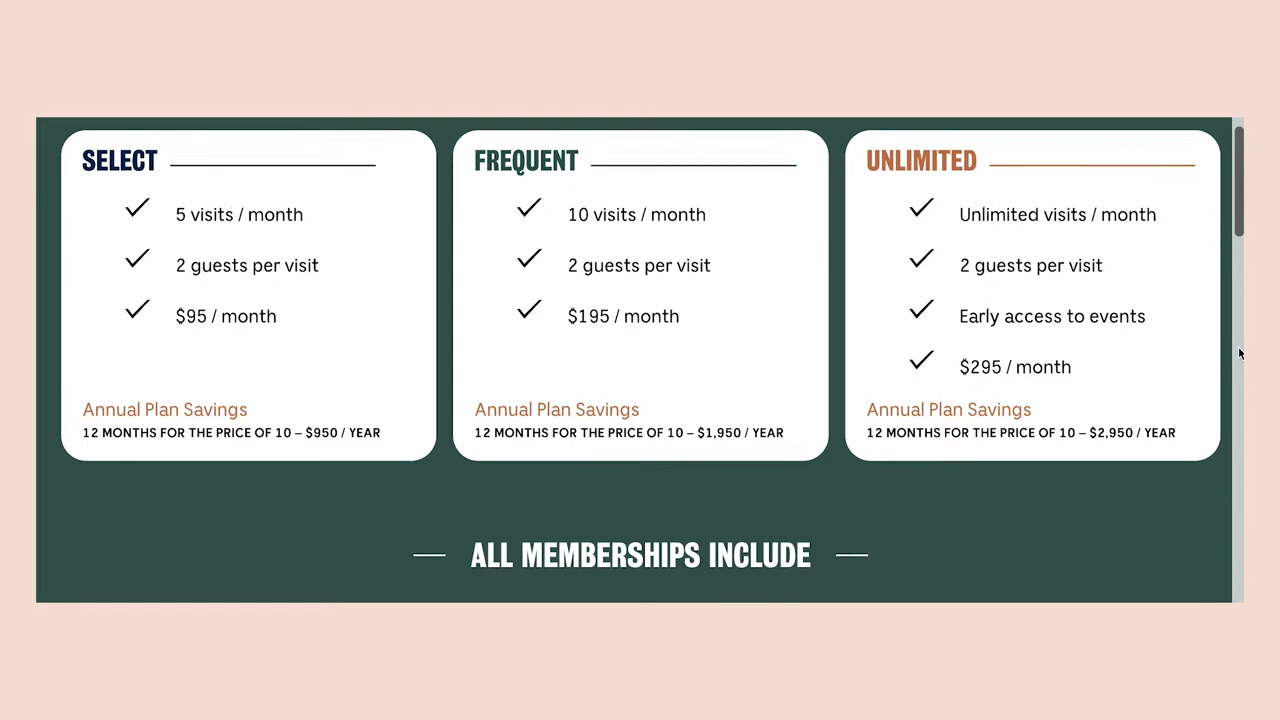 SELECT
5 visits / month
2 guests per visit
$95 / month
Annual Plan Savings
12 MONTHS FOR THE PRICE OF 10 – $950 / YEAR
FREQUENT
10 visits / month
2 guests per visit
$195 / month
Annual Plan Savings
12 MONTHS FOR THE PRICE OF 10 – $1,950 / YEAR
UNLIMITED
Unlimited visits / month
2 guests per visit
Early access to events
$295 / month
Annual Plan Savings
12 MONTHS FOR THE PRICE OF 10 – $2,950 / YEAR
ALL MEMBERSHIPS INCLUDE